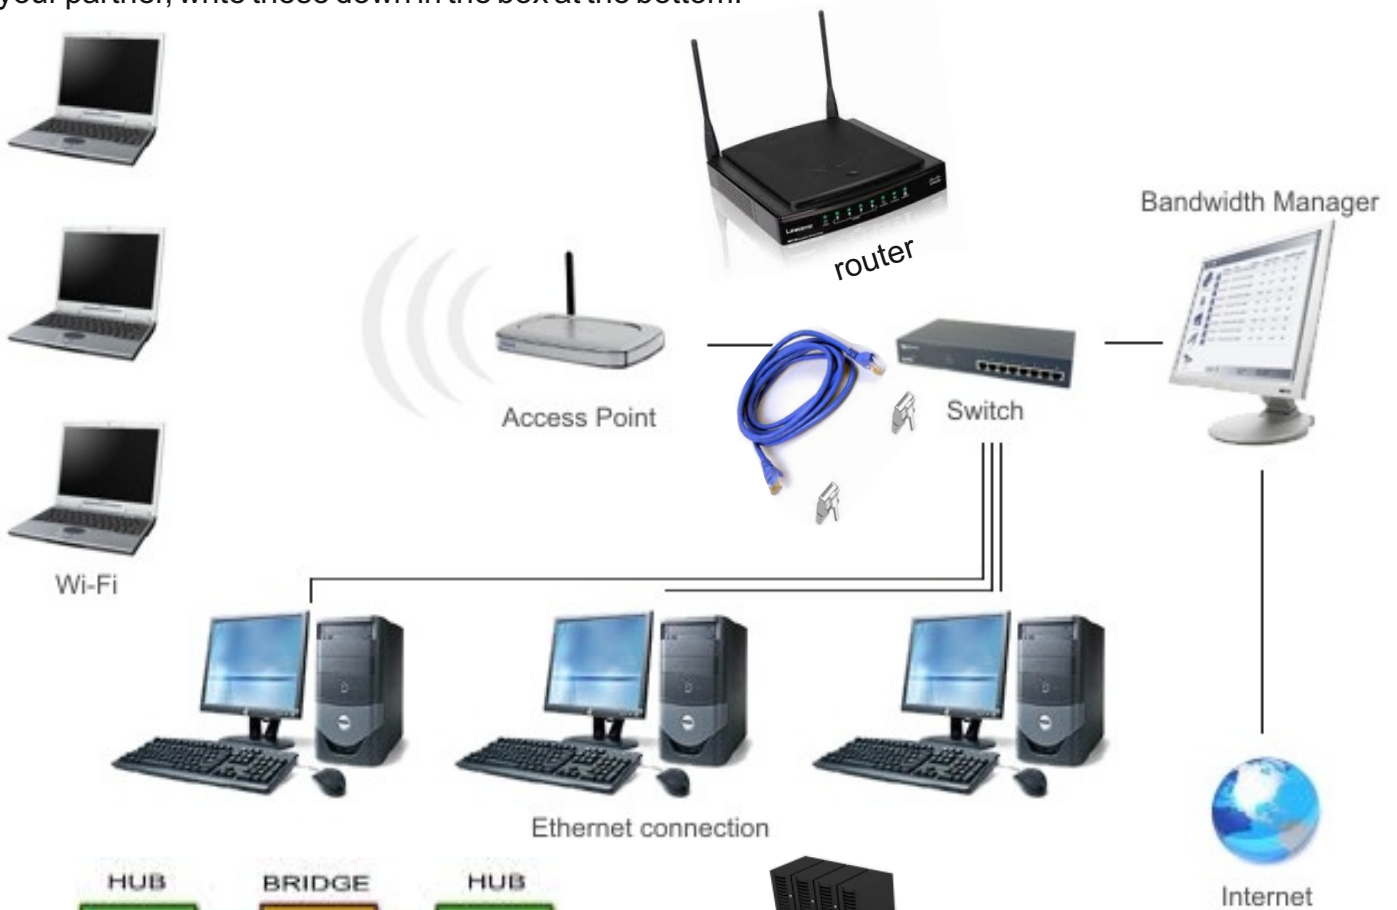 your partner, write these down in the box at the bottom.
router
Bandwidth Manager
Access Point
Switch
Wi-Fi
Ethernet connection
HUB
BRIDGE
HUB
Internet